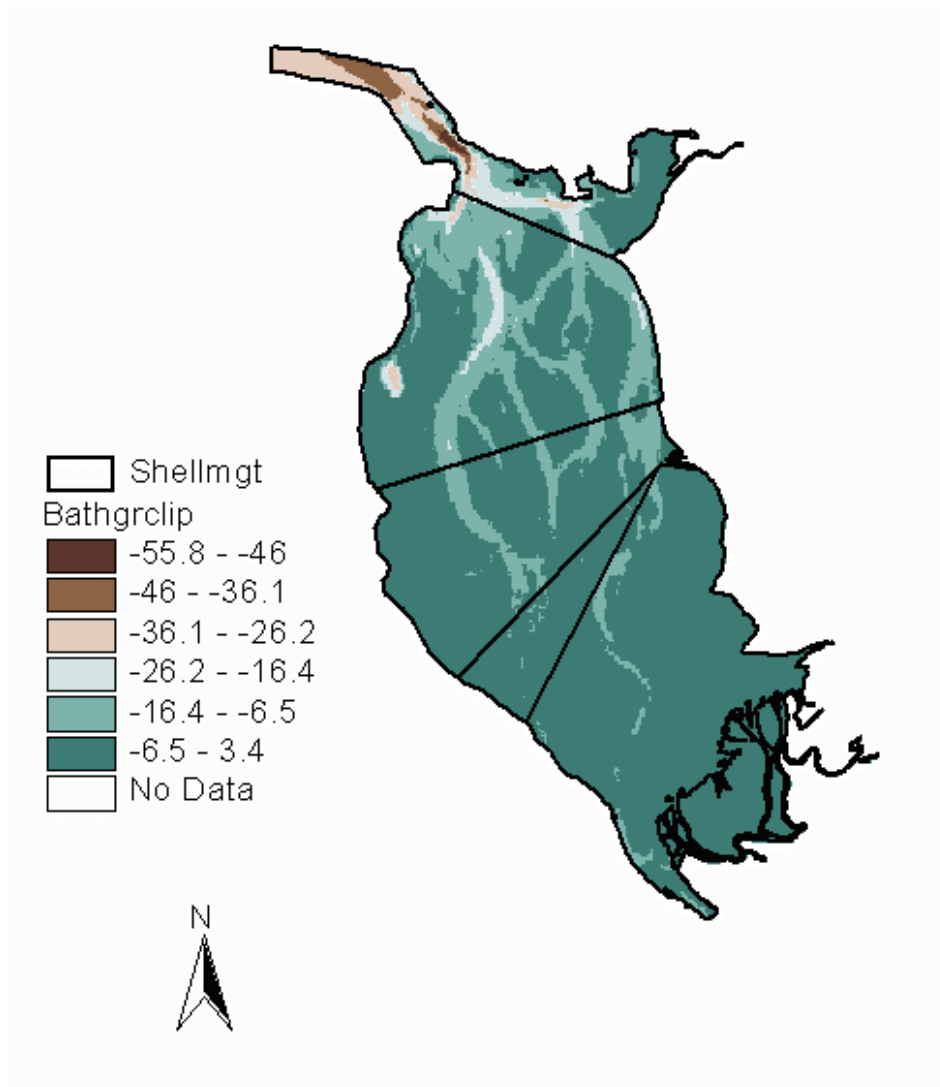 Shellmgt
Bathgrclip
-55.8 - -46
-46 - -36.1
-36.1 - -26.2
-26.2 - -16.4
-16.4 - -6.5
-6.5 - 3.4
No Data
N